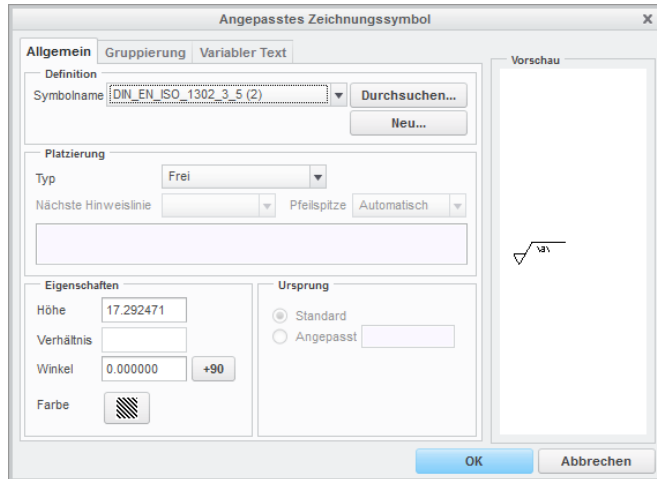 Angepasstes Zeichnungssymbol
Allgemein Gruppierung Variabler Text
Definition
Symbolname DIN_EN_ISO_1302_3_5 (2) Durchsuchen...
Neu...
Platzierung
Typ Frei
Nächste Hinweislinie Pfeilspitze Automatisch
Eigenschaften
Höhe 17.292471
Verhältnis
Winkel 0.000000 +90
Farbe
Ursprung
Standard
Angepasst
Vorschau
\a\
OK Abbrechen